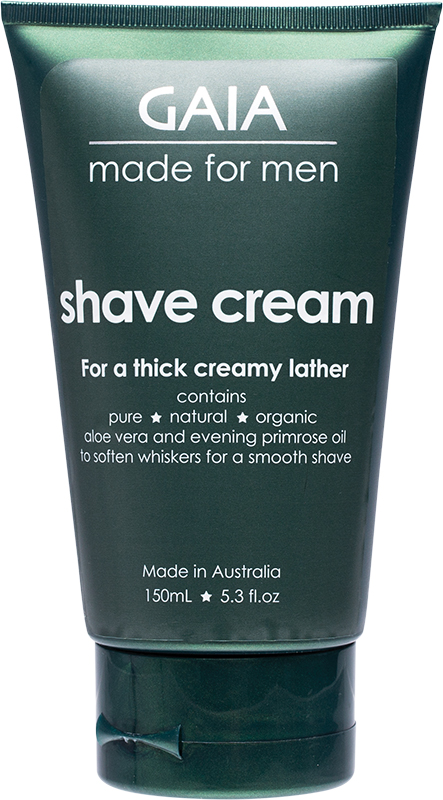 GAIA
made for men
shave cream
For a thick creamy lather
contains
pure ★ natural ★ organic
aloe vera and evening primrose oil
to soften whiskers for a smooth shave
Made in Australia
150mL ★ 5.3 fl.oz